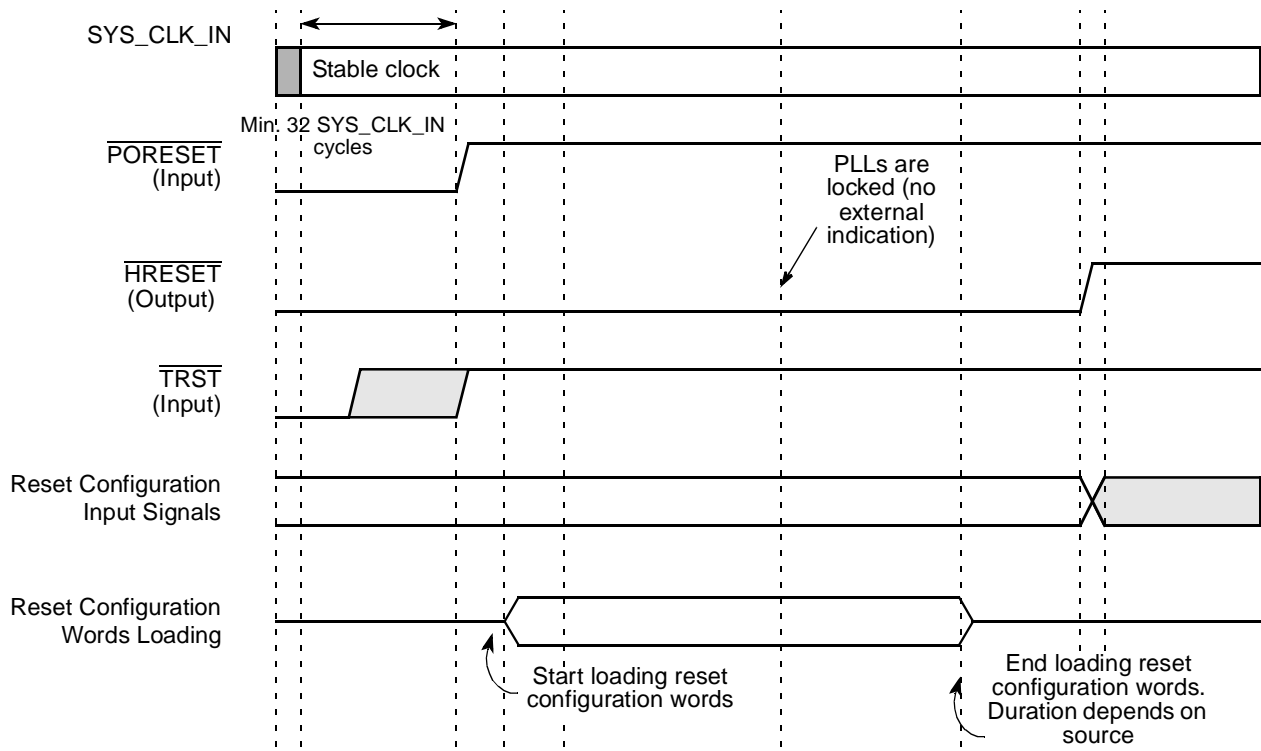 SYS_CLK_IN
Stable clock
Min. 32 SYS_CLK_IN
cycles
PORESET
(Input)
PLLs are
locked (no
external
indication)
HRESET
(Output)
TRST
(Input)
Reset Configuration
Input Signals
Reset Configuration
Words Loading
Start loading reset
configuration words
End loading reset
configuration words.
Duration depends on
source